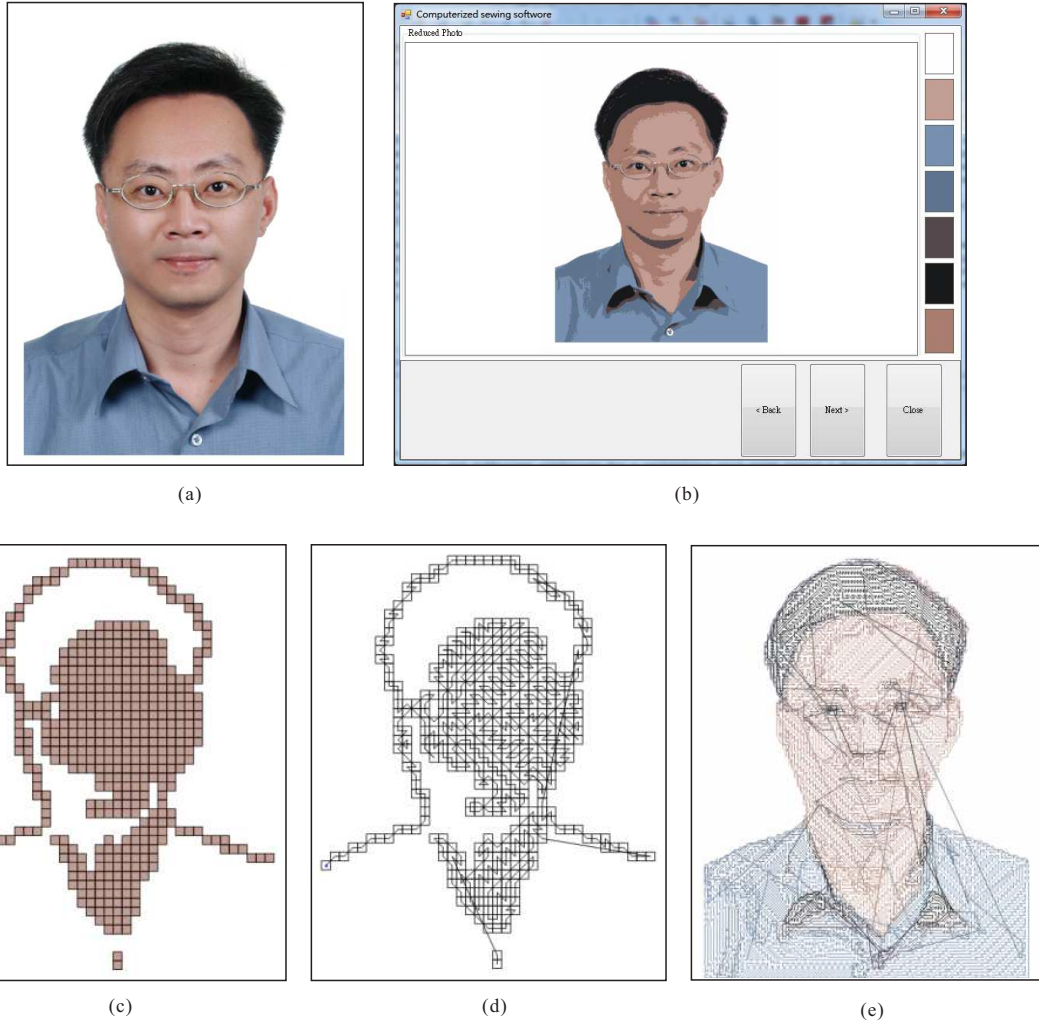 Computerized sewing softwore
Reduced Photo
< Back
Next >
Close
(a)
(b)
(c)
(d)
(e)